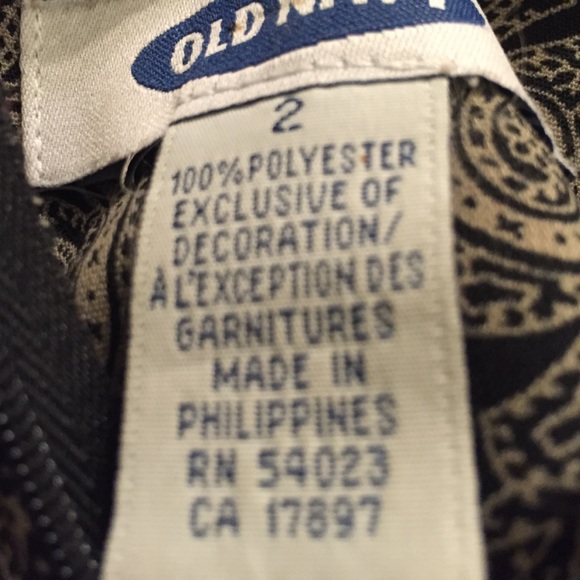 OLD NAVY
2
100% POLYESTER
EXCLUSIVE OF
DECORATION/
À L'EXCEPTION DES
GARNITURES
MADE IN
PHILIPPINES
RN 54023
CA 17897